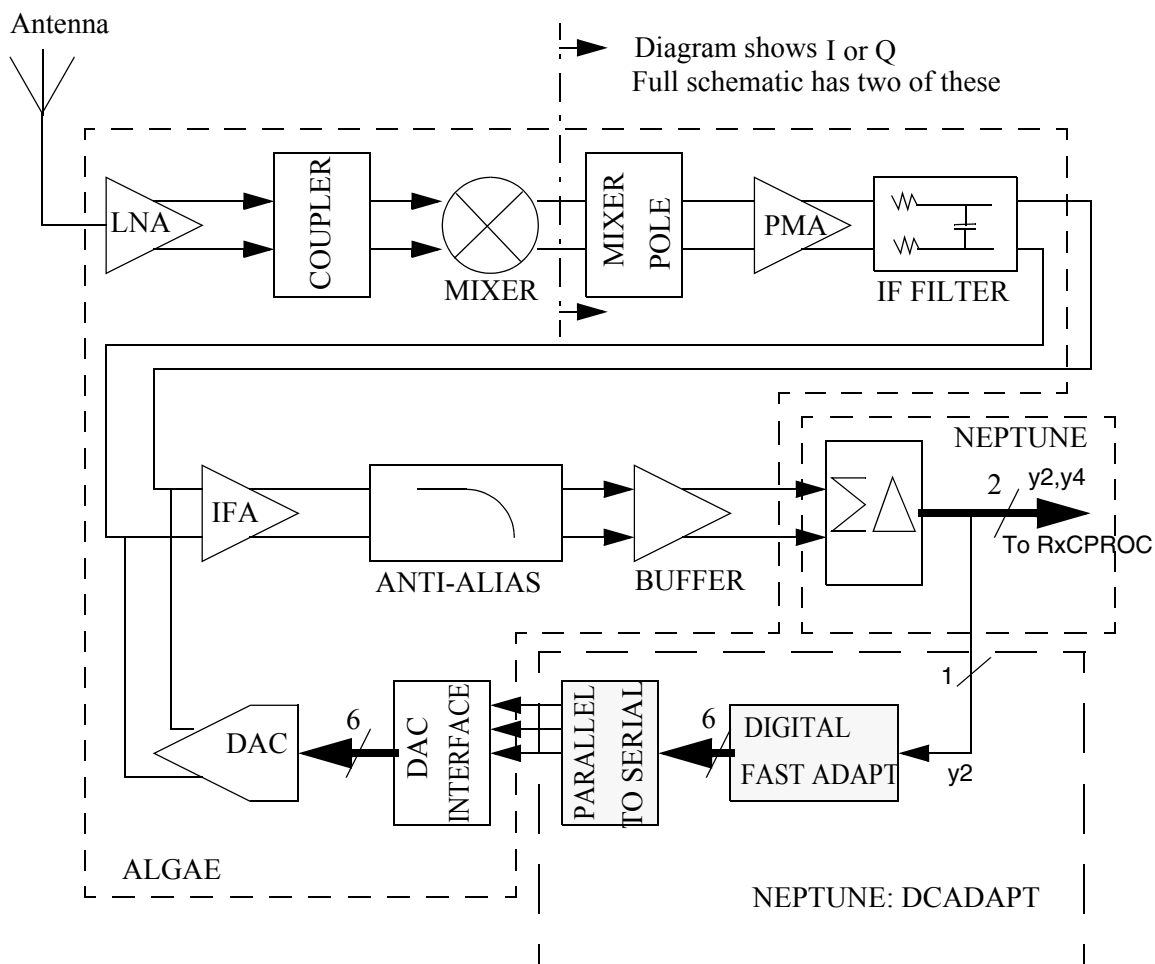 Antenna
Diagram shows I or Q
Full schematic has two of these
LNA
COUPLER
MIXER
MIXER
POLE
PMA
IF FILTER
IFA
ANTI-ALIAS
BUFFER
NEPTUNE
ΣΔ
2
y2,y4
To RxCPROC
1
DAC
6
DAC
INTERFACE
PARALLEL
TO SERIAL
6
DIGITAL
FAST ADAPT
y2
ALGAE
NEPTUNE: DCADAPT